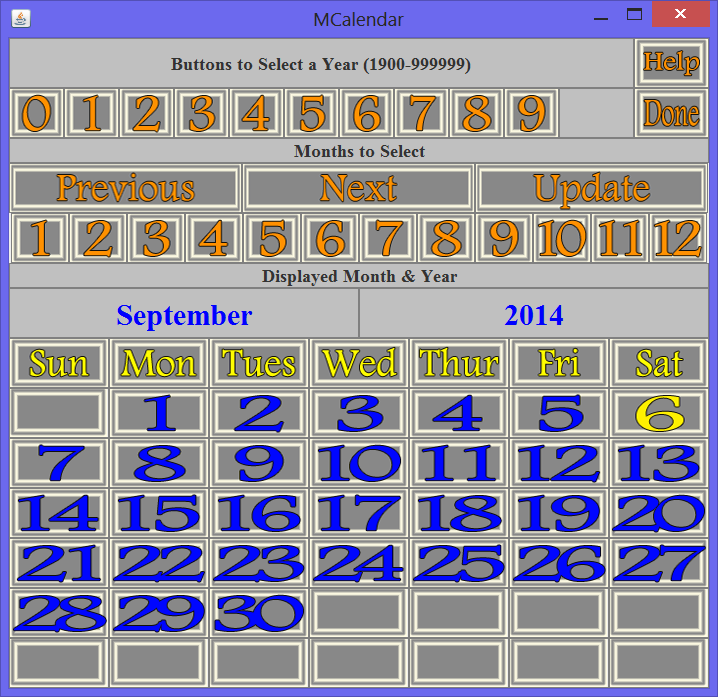 MCalendar
Buttons to Select a Year (1900-999999) Help
0 1 2 3 4 5 6 7 8 9 Done
Months to Select
Previous Next Update
1 2 3 4 5 6 7 8 9 10 11 12
Displayed Month & Year
September 2014
Sun Mon Tues Wed Thur Fri Sat
1 2 3 4 5 6
7 8 9 10 11 12 13
14 15 16 17 18 19 20
21 22 23 24 25 26 27
28 29 30